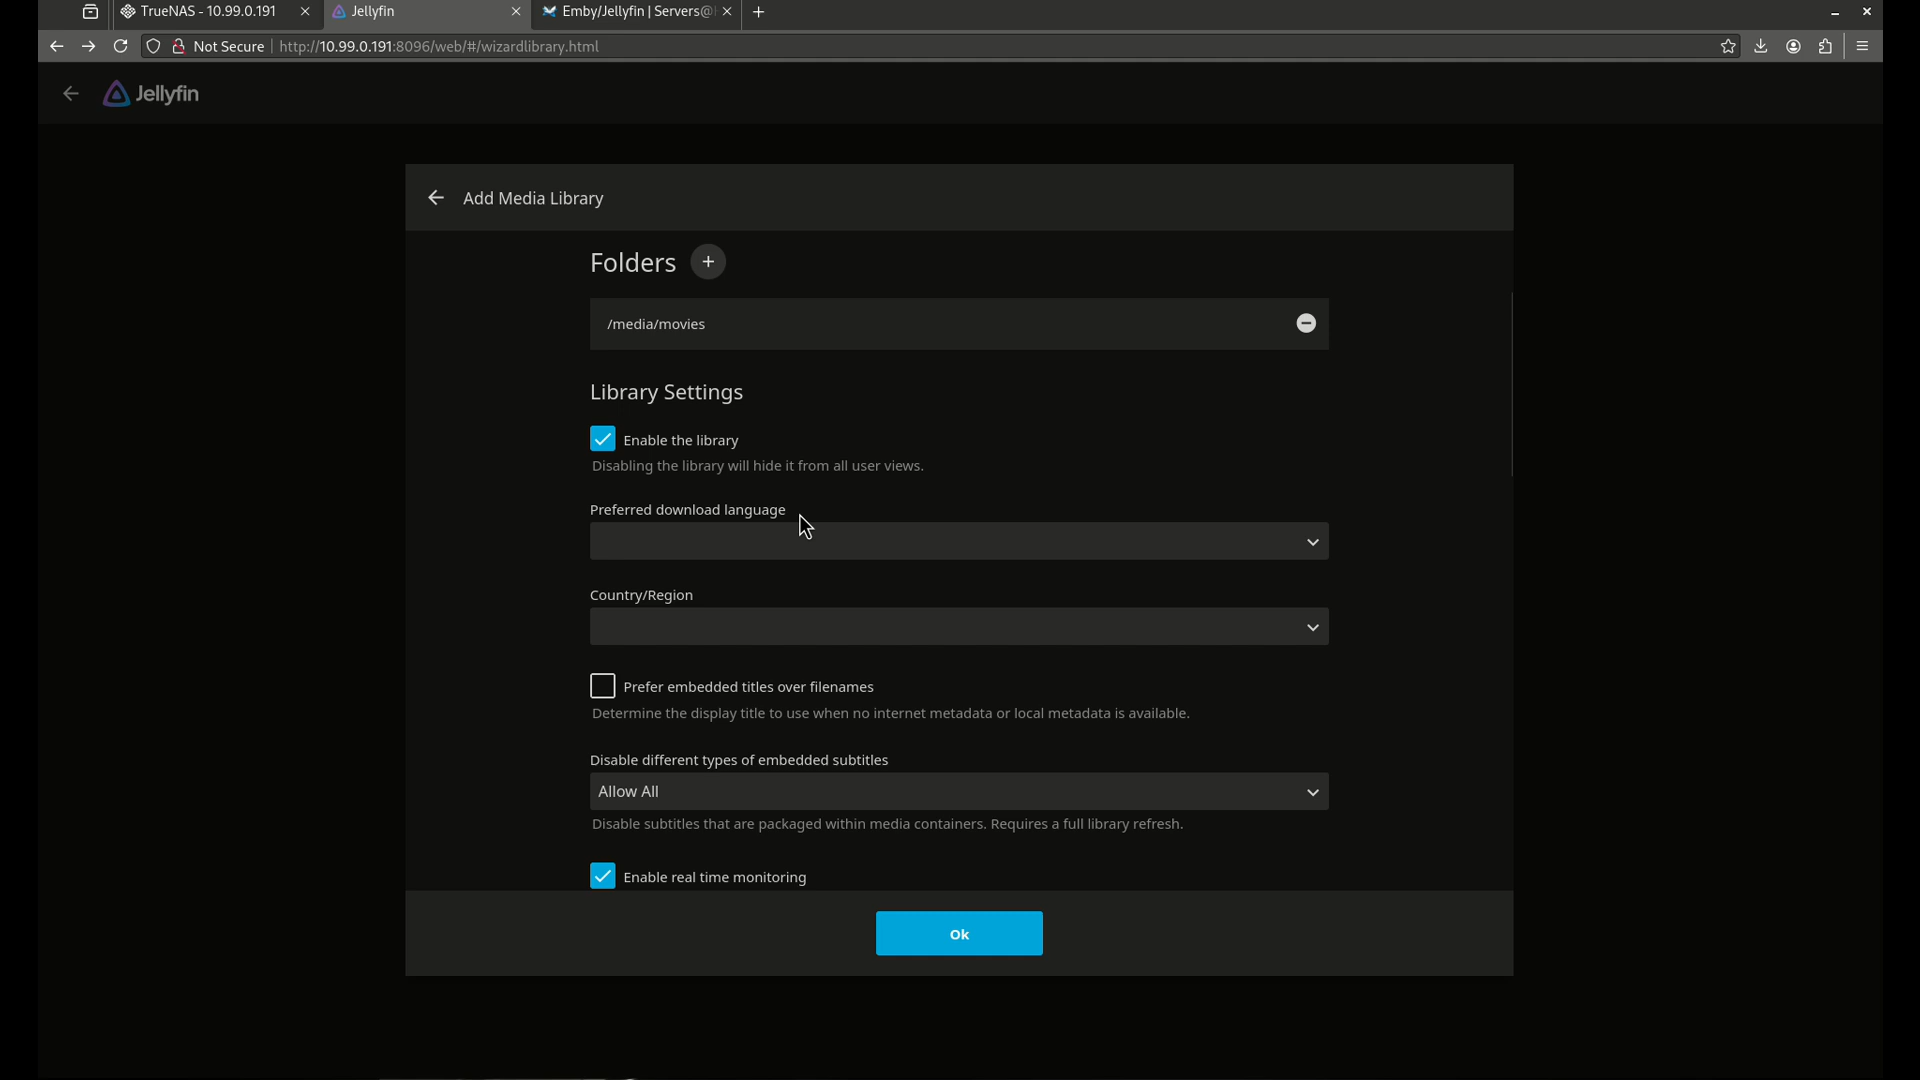 TrueNAS - 10.99.0.191
Jellyfin
Emby/Jellyfin | Servers@
Not Secure
http://10.99.0.191:8096/web/#/wizardlibrary.html
Jellyfin
Add Media Library
Folders
/media/movies
Library Settings
Enable the library
Disabling the library will hide it from all user views.
Preferred download language
Country/Region
Prefer embedded titles over filenames
Determine the display title to use when no internet metadata or local metadata is available.
Disable different types of embedded subtitles
Allow All
Disable subtitles that are packaged within media containers. Requires a full library refresh.
Enable real time monitoring
Ok